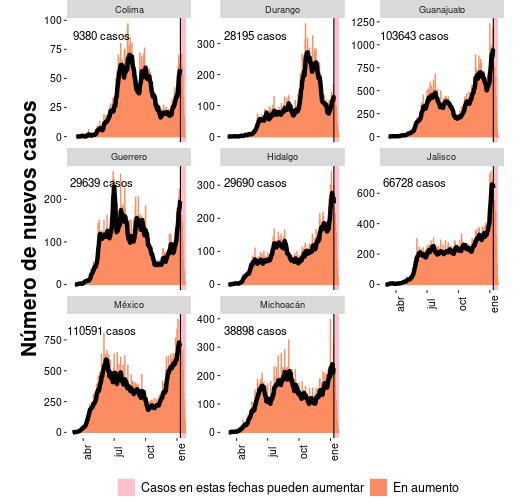 Número de nuevos casos
Colima
100
75
50
25
0
9380 casos
Durango
300
200
100
0
28195 casos
Guanajuato
1250
1000
750
500
250
0
103643 casos
Guerrero
200
100
0
29639 casos
Hidalgo
300
200
100
0
29690 casos
Jalisco
600
400
200
0
66728 casos
abr
jul
oct
ene
México
750
500
250
0
110591 casos
abr
jul
oct
ene
Michoacán
400
300
200
100
0
38898 casos
abr
jul
oct
ene
Casos en estas fechas pueden aumentar
En aumento